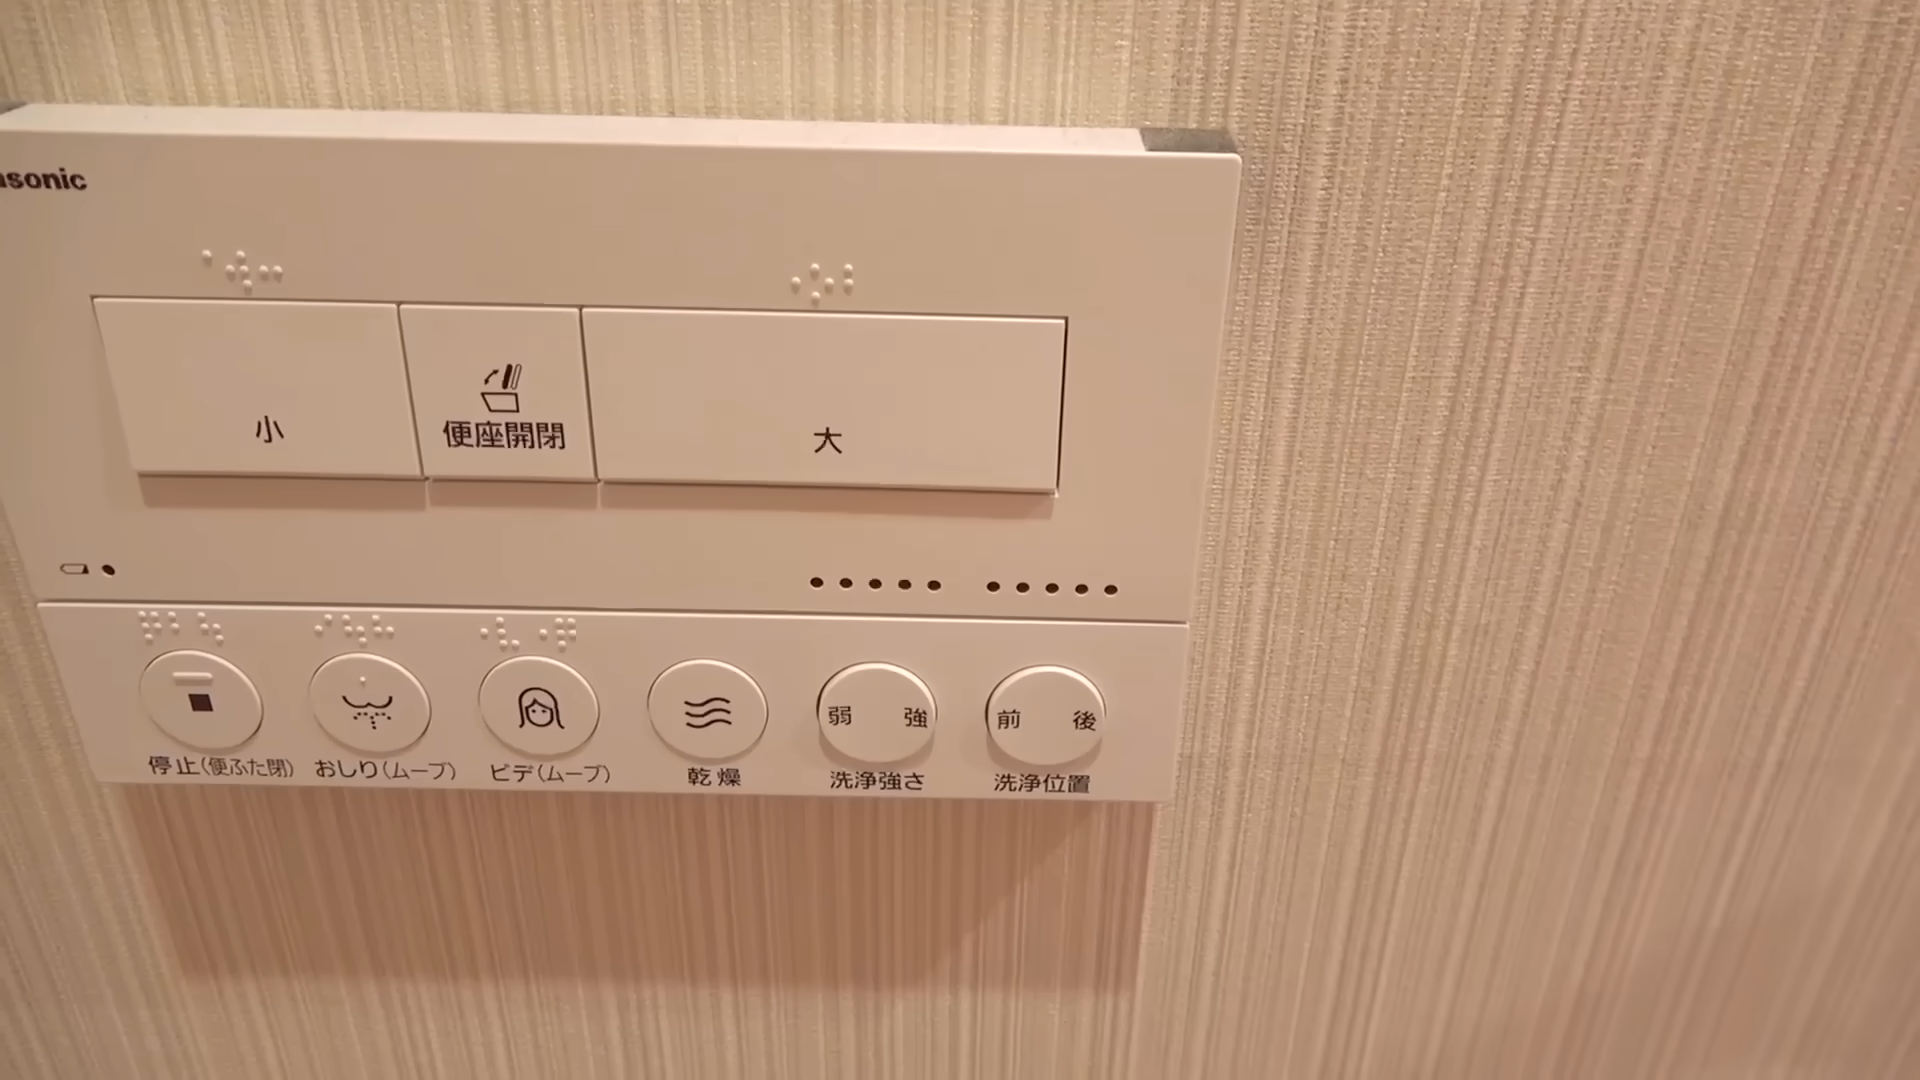 asonic
小
便座開閉
大
弱 強
前 後
停止(便ふた閉)
おしり(ムーブ)
ビデ(ムーブ)
乾燥
洗浄強さ
洗浄位置